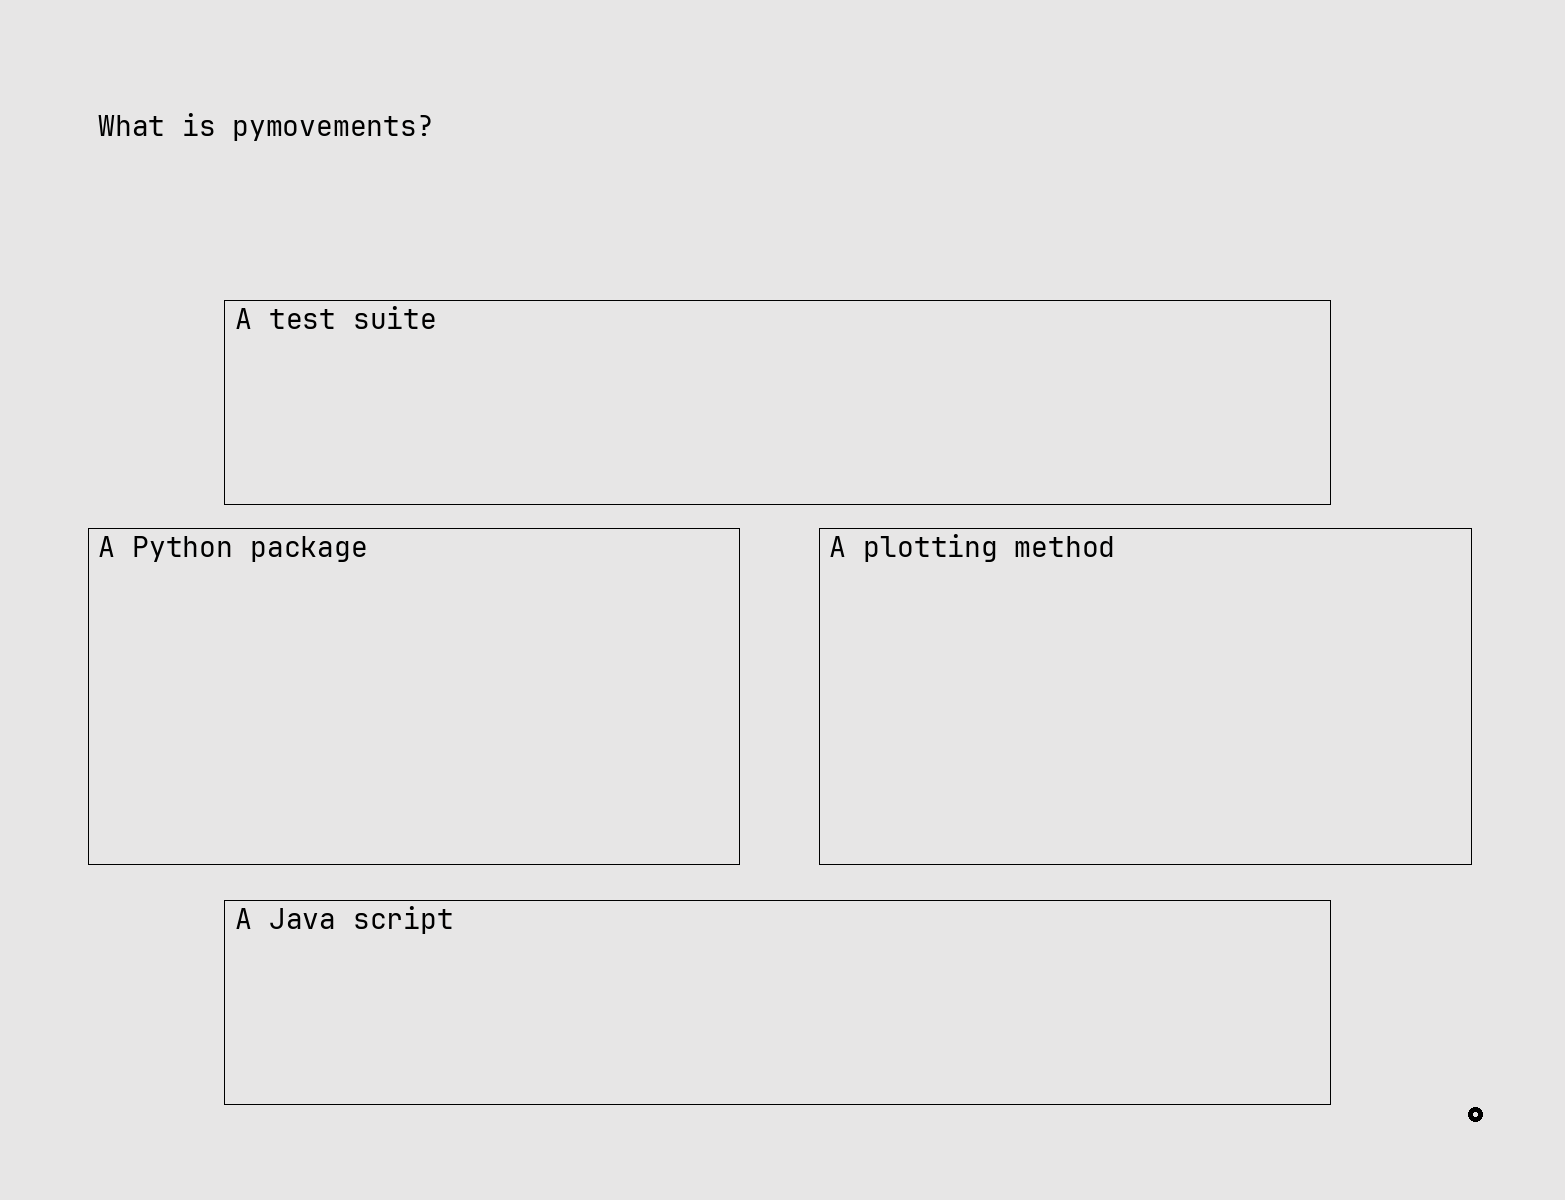 What is pymovements?
A test suite
A Python package
A plotting method
A Java script